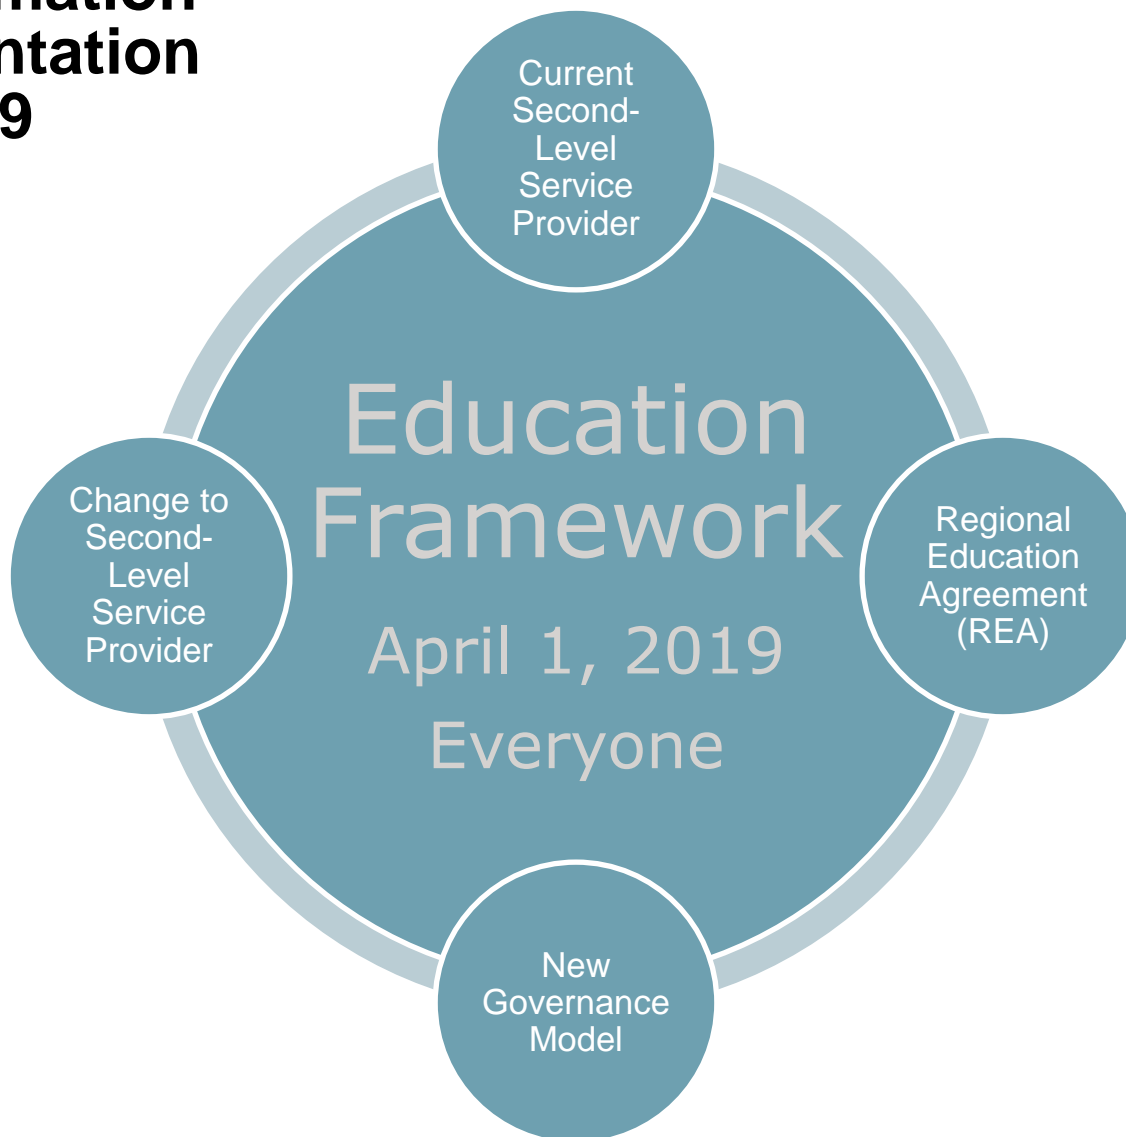 ntation
9
Current
Second-
Level
Service
Provider
Education
Framework
April 1, 2019
Everyone
Change to
Second-
Level
Service
Provider
Regional
Education
Agreement
(REA)
New
Governance
Model